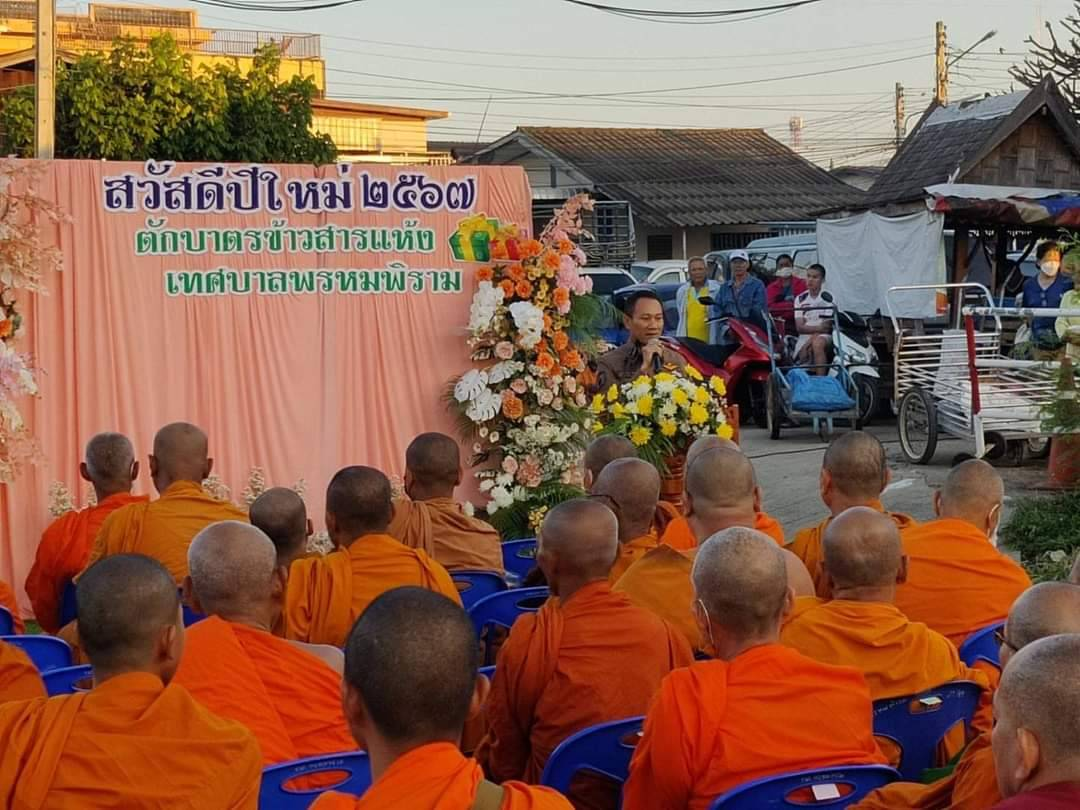 สวัสดีปีใหม่ ๒๕๖๗
ตักบาตรข้าวสารแห้ง
เทศบาลพรหมพิราม